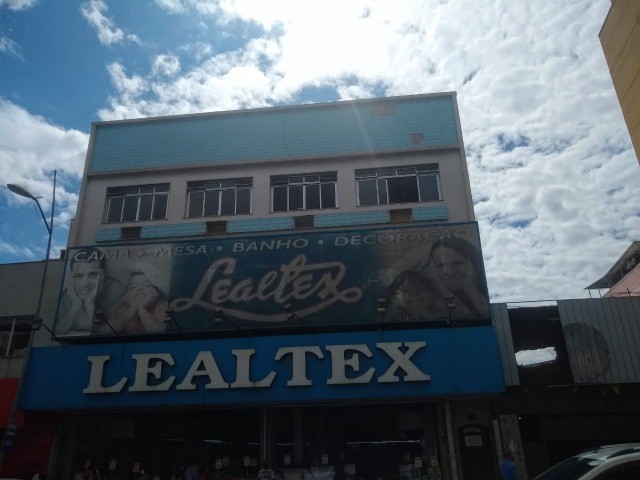 CAMA • MESA • BANHO • DECORAÇÃO
Lealtex
LEALTEX